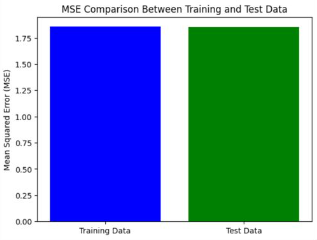 MSE Comparison Between Training and Test Data
Mean Squared Error (MSE)
1.75
1.50
1.25
1.00
0.75
0.50
0.25
0.00
Training Data
Test Data